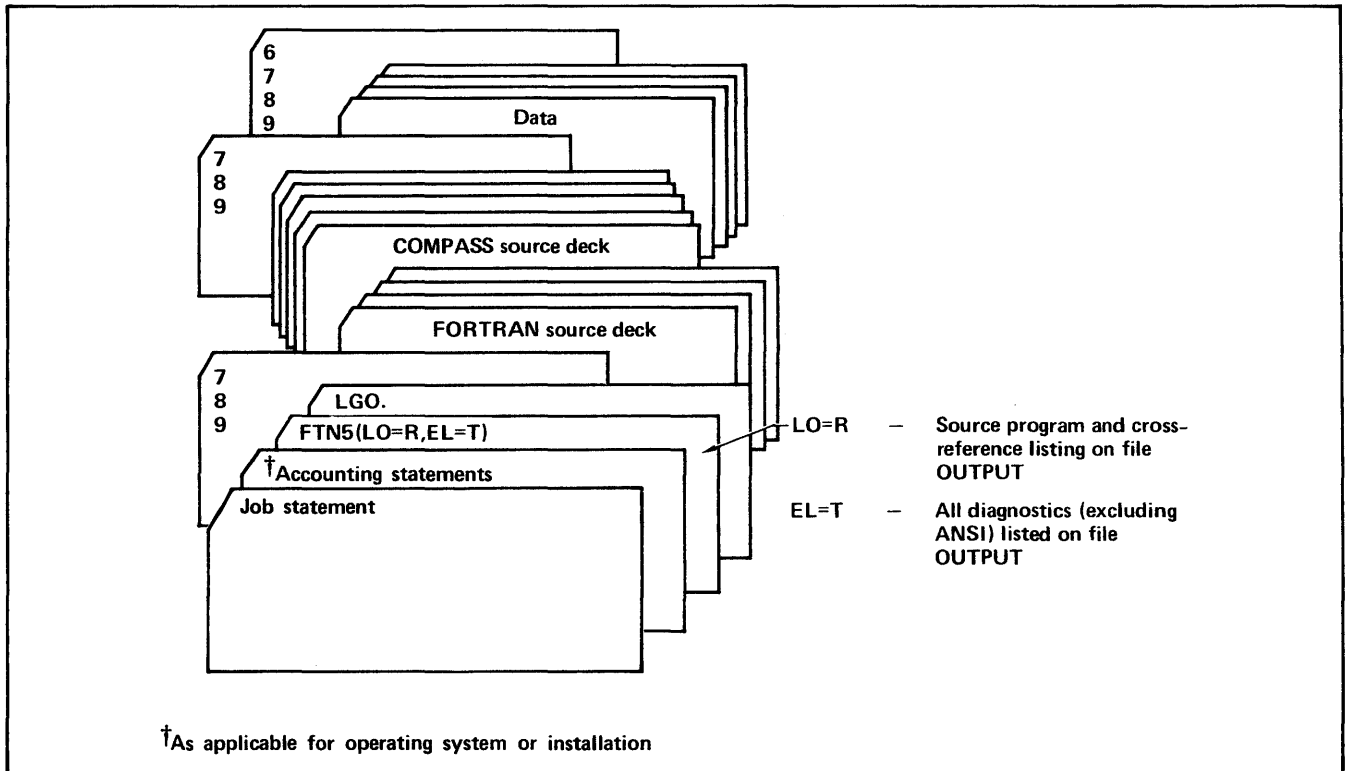 6
7
8
9
Data
7
8
9
COMPASS source deck
FORTRAN source deck
7
8
9
LGO.
FTN5(LO=R,EL=T)
†Accounting statements
Job statement
LO=R – Source program and cross-
reference listing on file
OUTPUT
EL=T – All diagnostics (excluding
ANSI) listed on file
OUTPUT
†As applicable for operating system or installation